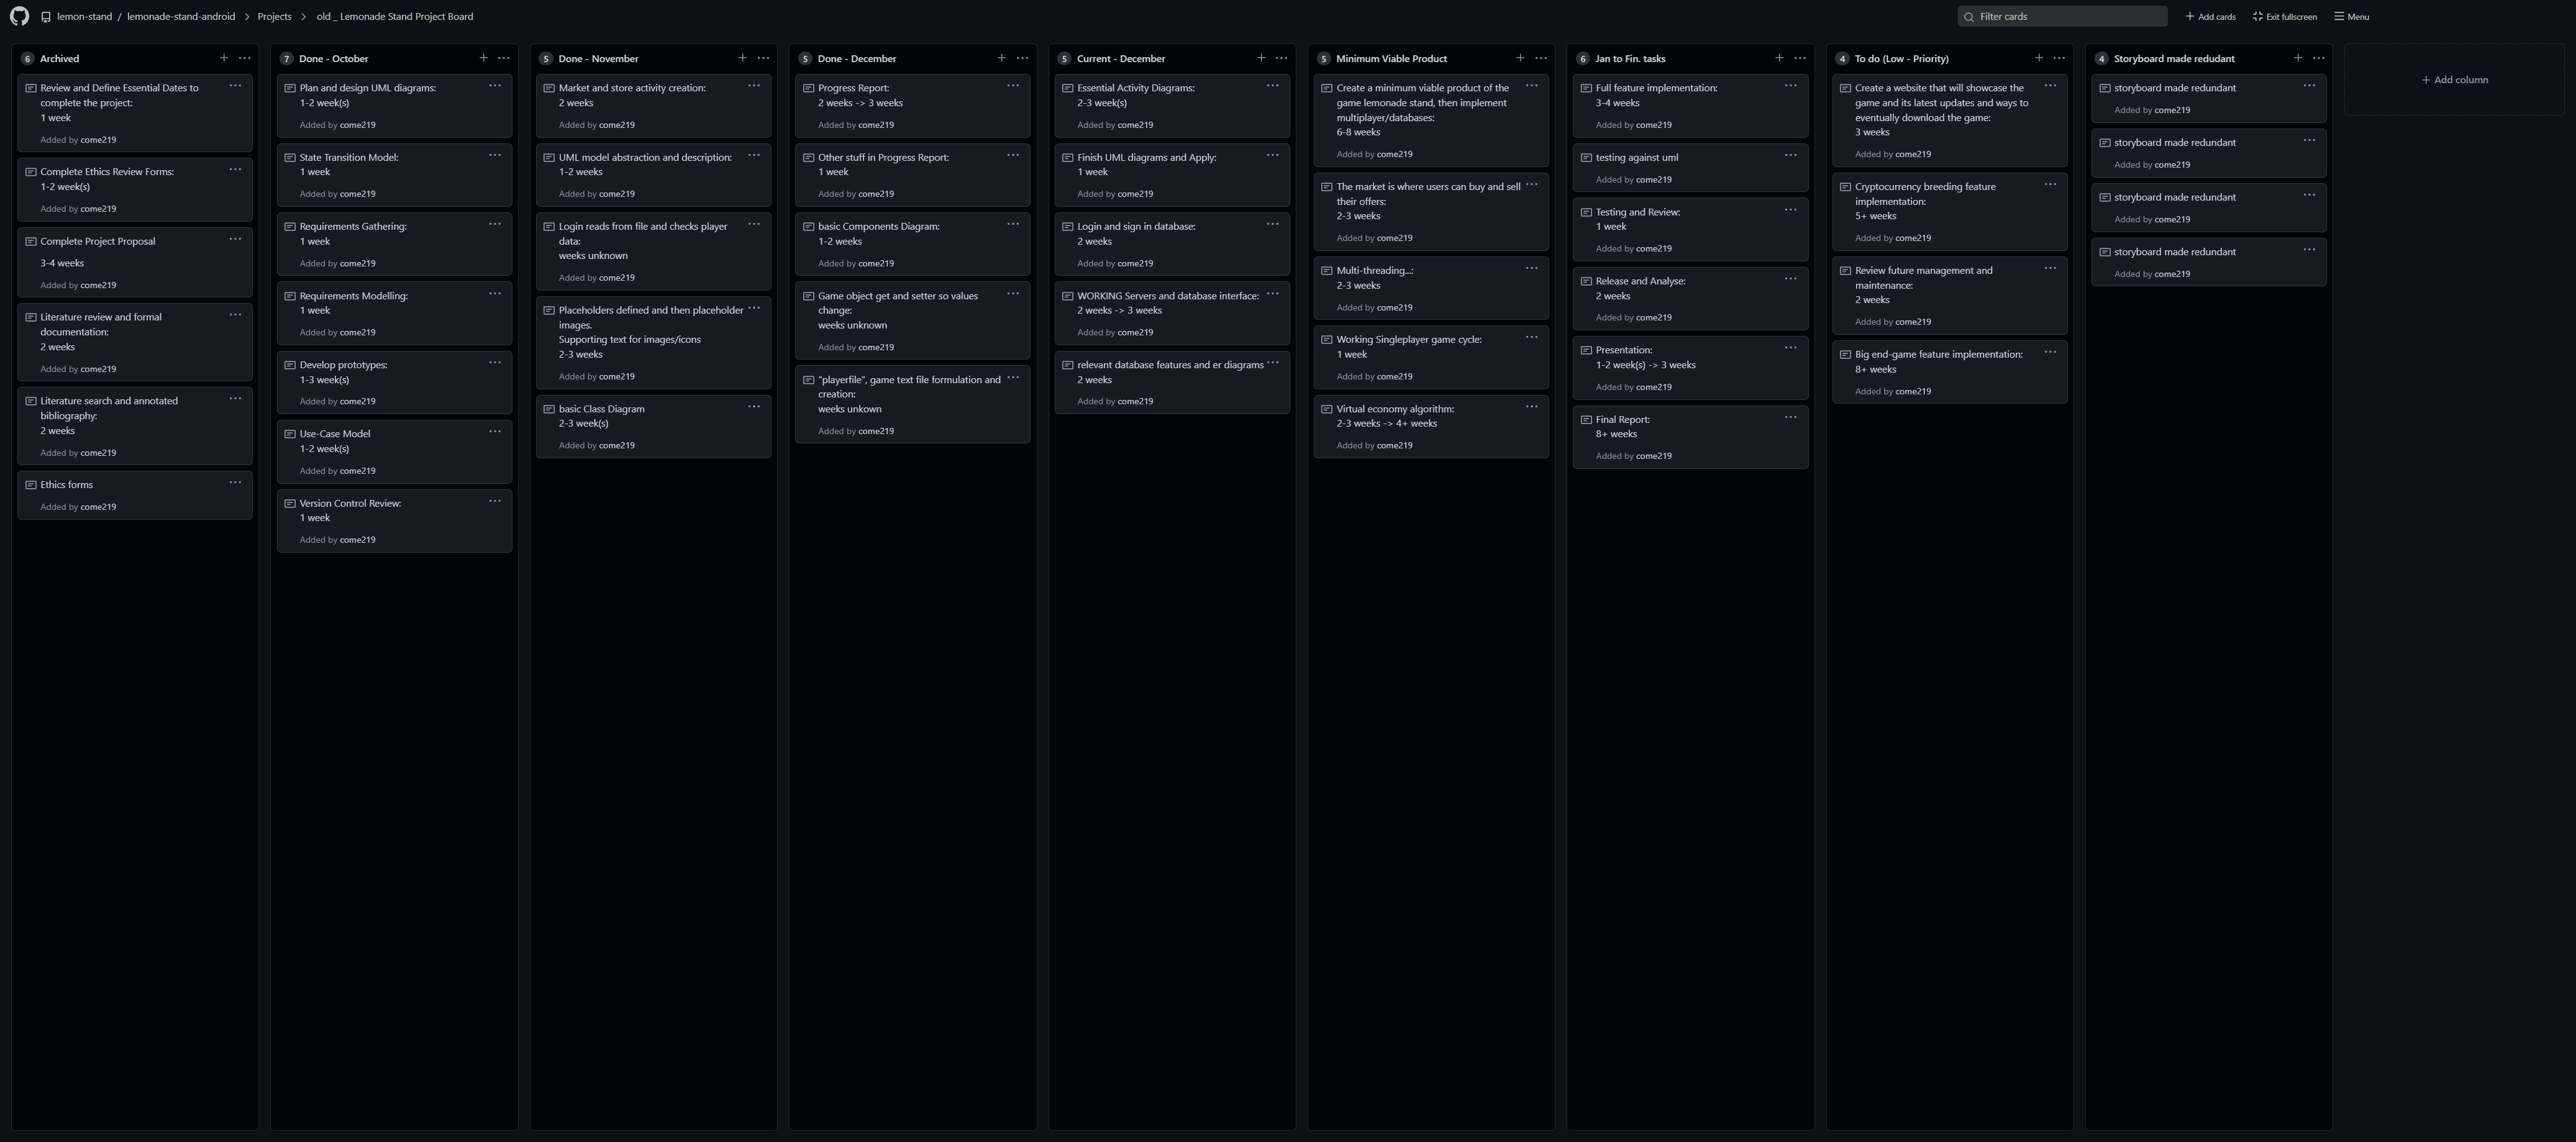 lemon-stand / lemonade-stand-android > Projects > old _ Lemonade Stand Project Board
Filter cards
+ Add cards
Exit fullscreen
Menu
6 Archived
Review and Define Essential Dates to
complete the project:
1 week
Added by come219
Complete Ethics Review Forms:
1-2 week(s)
Added by come219
Complete Project Proposal
3-4 weeks
Added by come219
Literature review and formal
documentation:
2 weeks
Added by come219
Literature search and annotated
bibliography:
2 weeks
Added by come219
Ethics forms
Added by come219
7 Done - October
Plan and design UML diagrams:
1-2 week(s)
Added by come219
State Transition Model:
1 week
Added by come219
Requirements Gathering:
1 week
Added by come219
Requirements Modelling:
1 week
Added by come219
Develop prototypes:
1-3 week(s)
Added by come219
Use-Case Model
1-2 week(s)
Added by come219
Version Control Review:
1 week
Added by come219
5 Done - November
Market and store activity creation:
2 weeks
Added by come219
UML model abstraction and description:
1-2 weeks
Added by come219
Login reads from file and checks player
data:
weeks unknown
Added by come219
Placeholders defined and then placeholder
images.
Supporting text for images/icons
2-3 weeks
Added by come219
basic Class Diagram
2-3 week(s)
Added by come219
5 Done - December
Progress Report:
2 weeks -> 3 weeks
Added by come219
Other stuff in Progress Report:
1 week
Added by come219
basic Components Diagram:
1-2 weeks
Added by come219
Game object get and setter so values
change:
weeks unknown
Added by come219
"playerfile", game text file formulation and
creation:
weeks unkown
Added by come219
5 Current - December
Essential Activity Diagrams:
2-3 week(s)
Added by come219
Finish UML diagrams and Apply:
1 week
Added by come219
Login and sign in database:
2 weeks
Added by come219
WORKING Servers and database interface:
2 weeks -> 3 weeks
Added by come219
relevant database features and er diagrams
2 weeks
Added by come219
5 Minimum Viable Product
Create a minimum viable product of the
game lemonade stand, then implement
multiplayer/databases:
6-8 weeks
Added by come219
The market is where users can buy and sell
their offers:
2-3 weeks
Added by come219
Multi-threading...:
2-3 weeks
Added by come219
Working Singleplayer game cycle:
1 week
Added by come219
Virtual economy algorithm:
2-3 weeks -> 4+ weeks
Added by come219
6 Jan to Fin. tasks
Full feature implementation:
3-4 weeks
Added by come219
testing against uml
Added by come219
Testing and Review:
1 week
Added by come219
Release and Analyse:
2 weeks
Added by come219
Presentation:
1-2 week(s) -> 3 weeks
Added by come219
Final Report:
8+ weeks
Added by come219
4 To do (Low - Priority)
Create a website that will showcase the
game and its latest updates and ways to
eventually download the game:
3 weeks
Added by come219
Cryptocurrency breeding feature
implementation:
5+ weeks
Added by come219
Review future management and
maintenance:
2 weeks
Added by come219
Big end-game feature implementation:
8+ weeks
Added by come219
4 Storyboard made redudant
storyboard made redundant
Added by come219
storyboard made redundant
Added by come219
storyboard made redundant
Added by come219
storyboard made redundant
Added by come219
+ Add column